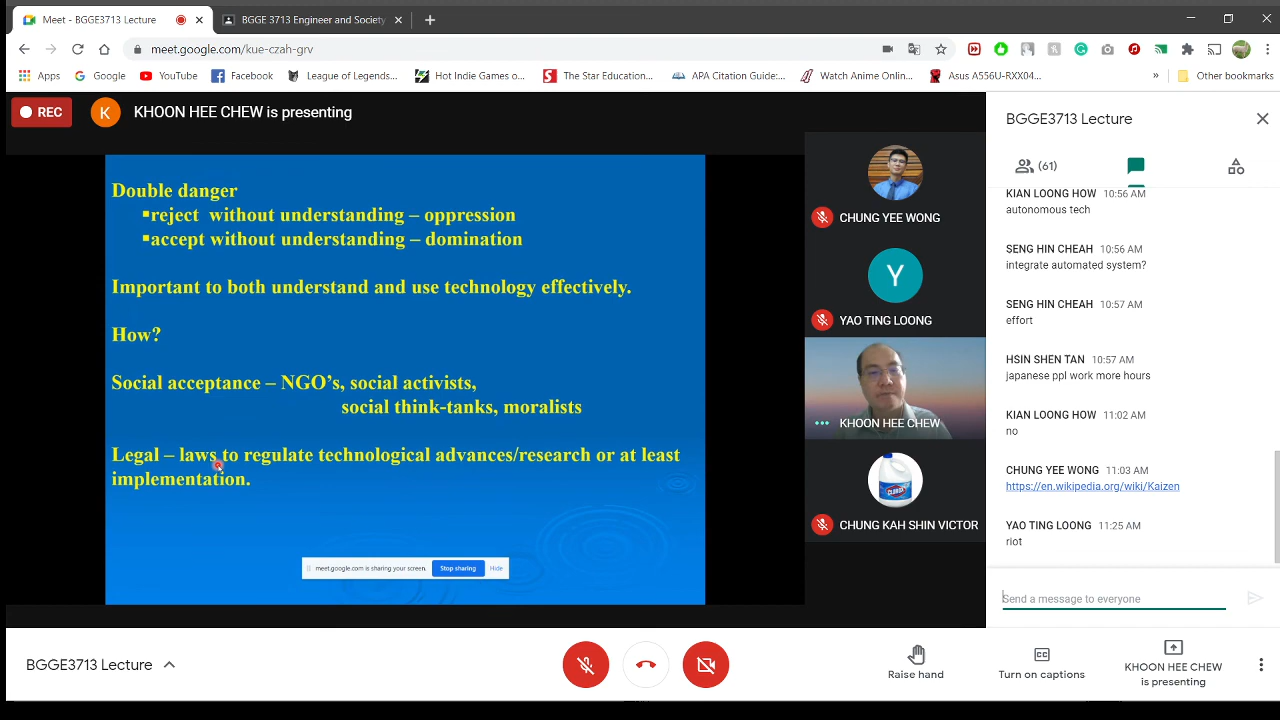 Meet - BGGE3713 Lecture
BGGE 3713 Engineer and Society
meet.google.com/kue-czah-grv
Apps
Google
YouTube
Facebook
League of Legends...
Hot Indie Games o...
The Star Education...
APA Citation Guide:...
Watch Anime Onlin...
Asus A556U-RXX04...
»
Other bookmarks
REC
K
KHOON HEE CHEW is presenting
Double danger
▪reject without understanding – oppression
▪accept without understanding – domination
Important to both understand and use technology effectively.
How?
Social acceptance – NGO's, social activists,
social think-tanks, moralists
Legal – laws to regulate technological advances/research or at least
implementation.
meet.google.com is sharing your screen.
Stop sharing
Hide
CHUNG YEE WONG
Y
YAO TING LOONG
KHOON HEE CHEW
CLOROX
CHUNG KAH SHIN VICTOR
BGGE3713 Lecture
(61)
KIAN LOONG HOW 10:56 AM
autonomous tech
SENG HIN CHEAH 10:56 AM
integrate automated system?
SENG HIN CHEAH 10:57 AM
effort
HSIN SHEN TAN 10:57 AM
japanese ppl work more hours
KIAN LOONG HOW 11:02 AM
no
CHUNG YEE WONG 11:03 AM
https://en.wikipedia.org/wiki/Kaizen
YAO TING LOONG 11:25 AM
riot
Send a message to everyone
BGGE3713 Lecture
Raise hand
CC
Turn on captions
KHOON HEE CHEW
is presenting